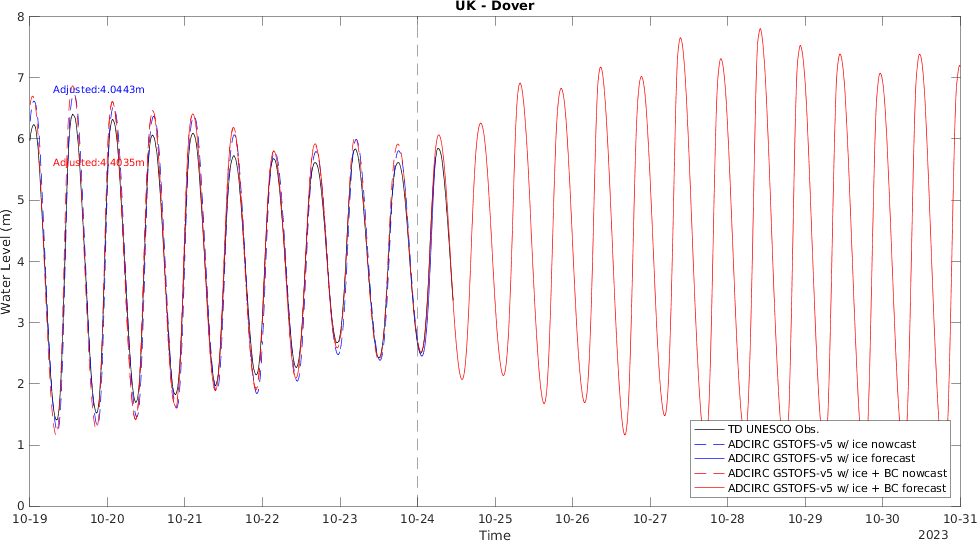 UK - Dover
8
7
6
5
4
3
2
1
0
Water Level (m)
Adjusted:4.0443m
Adjusted:4.4035m
TD UNESCO Obs.
ADCIRC GSTOFS-v5 w/ ice nowcast
ADCIRC GSTOFS-v5 w/ ice forecast
ADCIRC GSTOFS-v5 w/ ice + BC nowcast
ADCIRC GSTOFS-v5 w/ ice + BC forecast
10-19 10-20 10-21 10-22 10-23 10-24 10-25 10-26 10-27 10-28 10-29 10-30 10-31
Time
2023